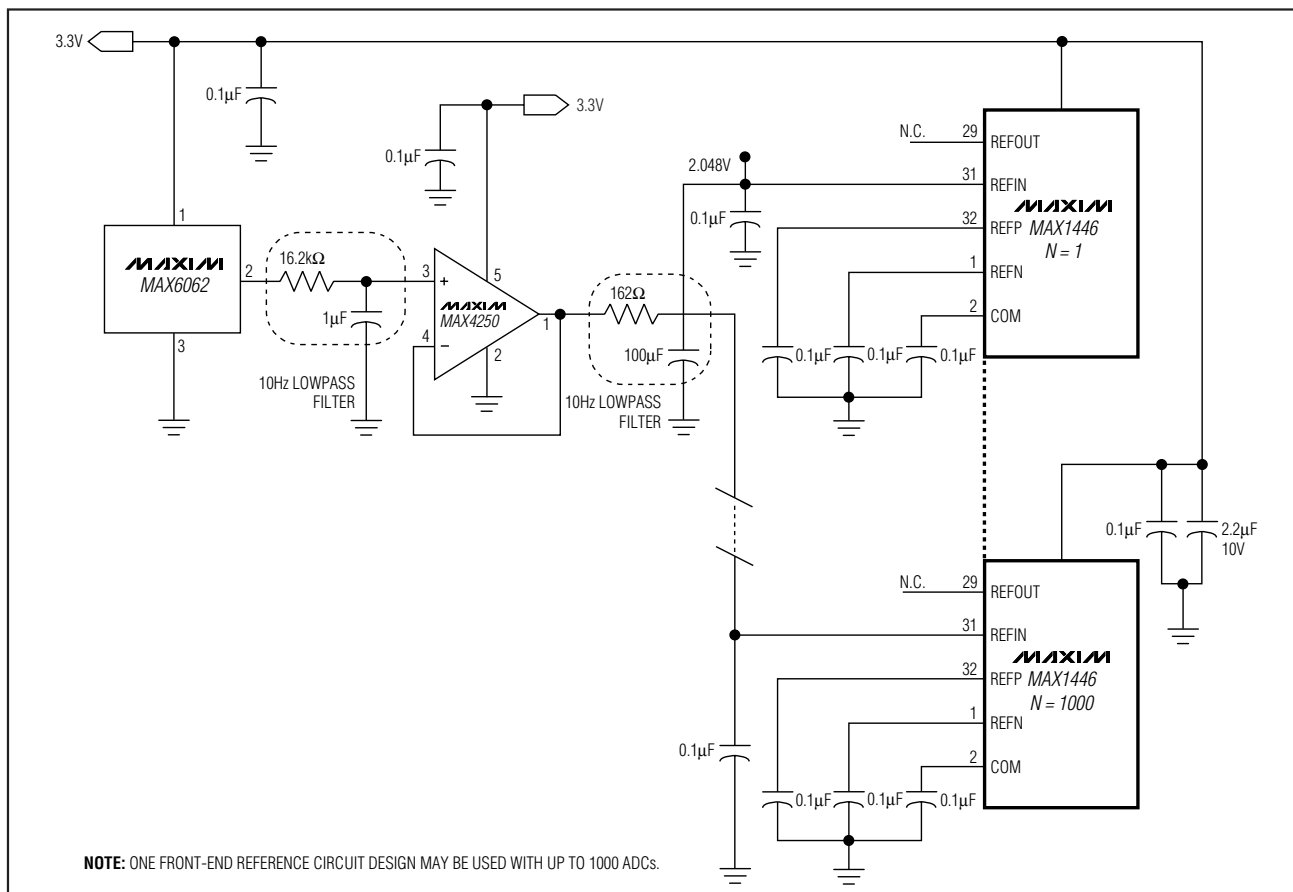 3.3V
0.1µF
0.1µF
3.3V
N.C.
29
REFOUT
2.048V
31
REFIN
0.1µF
32
REFP
MAXIM
MAX1446
N = 1
1
REFN
2
COM
1
MAXIM
MAX6062
2
3
16.2kΩ
1µF
10Hz LOWPASS
FILTER
3
+
5
MAXIM
MAX4250
1
4
−
2
162Ω
100µF
10Hz LOWPASS
FILTER
0.1µF
0.1µF
0.1µF
0.1µF
2.2µF
10V
N.C.
29
REFOUT
31
REFIN
MAXIM
32
REFP
MAX1446
N = 1000
1
REFN
2
COM
0.1µF
0.1µF
0.1µF
0.1µF
NOTE: ONE FRONT-END REFERENCE CIRCUIT DESIGN MAY BE USED WITH UP TO 1000 ADCs.